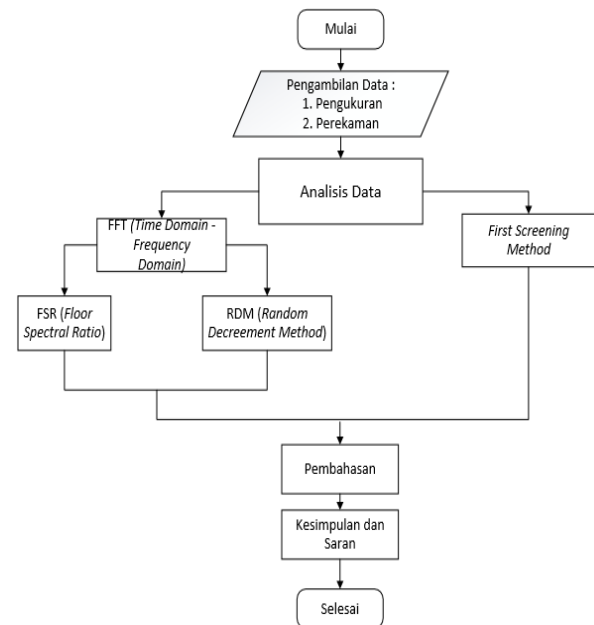 Mulai
Pengambilan Data :
1. Pengukuran
2. Perekaman
Analisis Data
FFT (Time Domain -
Frequency
Domain)
First Screening
Method
FSR (Floor
Spectral Ratio)
RDM (Random
Decreement Method)
Pembahasan
Kesimpulan dan
Saran
Selesai